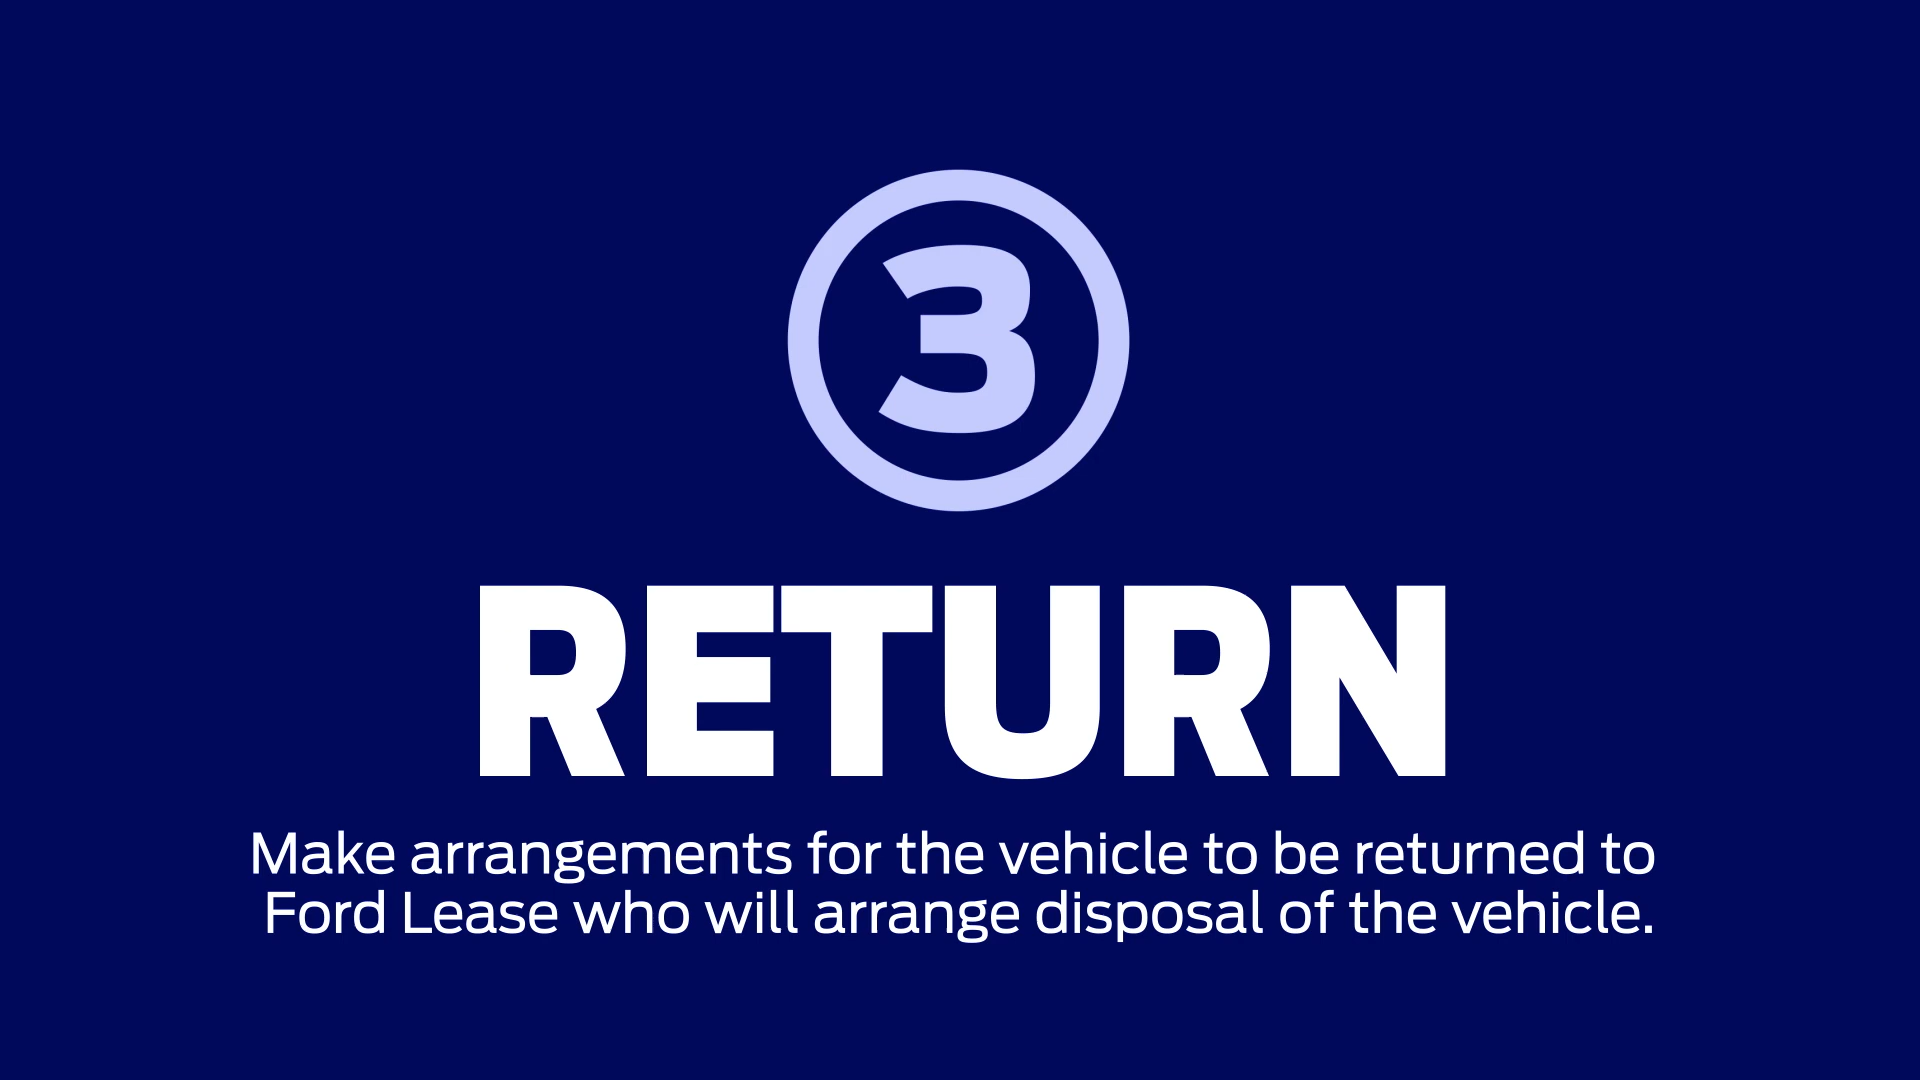 3
RETURN
Make arrangements for the vehicle to be returned to
Ford Lease who will arrange disposal of the vehicle.